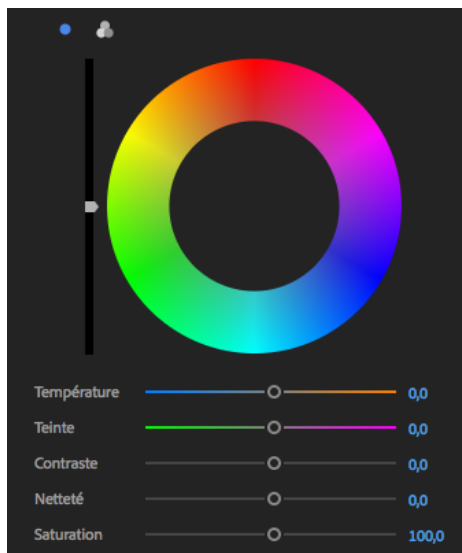 Température 0,0
Teinte 0,0
Contraste 0,0
Netteté 0,0
Saturation 100,0